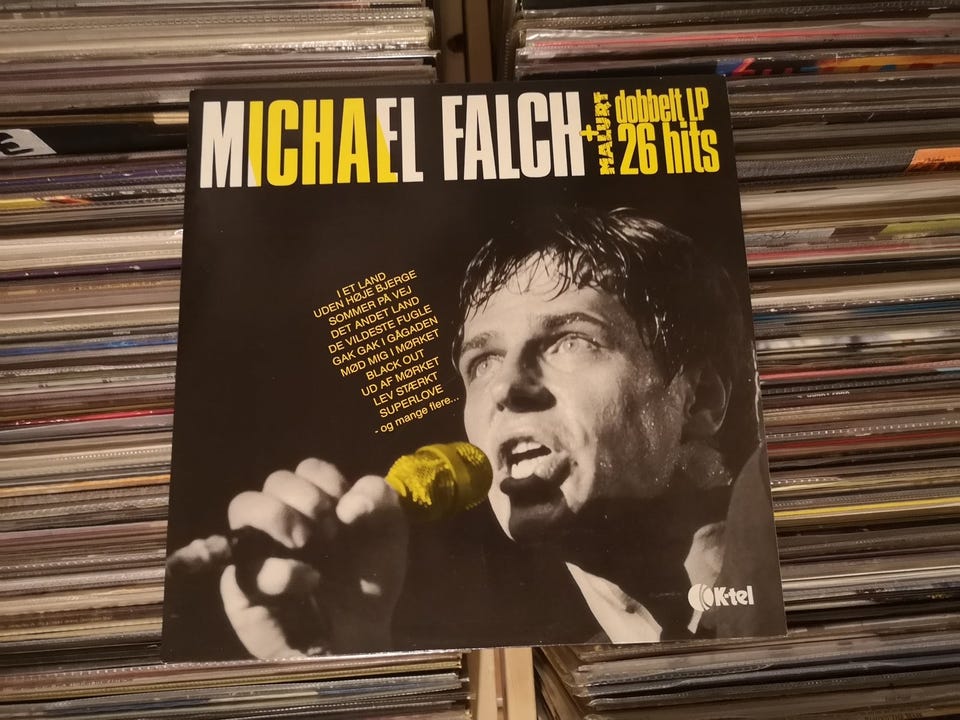 MICHAEL FALCH
+ MALURT
dobbelt LP
26 hits
I ET LAND
UDEN HØJE BJERGE
SOMMER PÅ VEJ
DET ANDET LAND
DE VILDESTE FUGLE
GAK GAK I GÅGADEN
MØD MIG I MØRKET
BLACK OUT
UD AF MØRKET
LEV STÆRKT
SUPERLOVE
- og mange flere...
K-tel